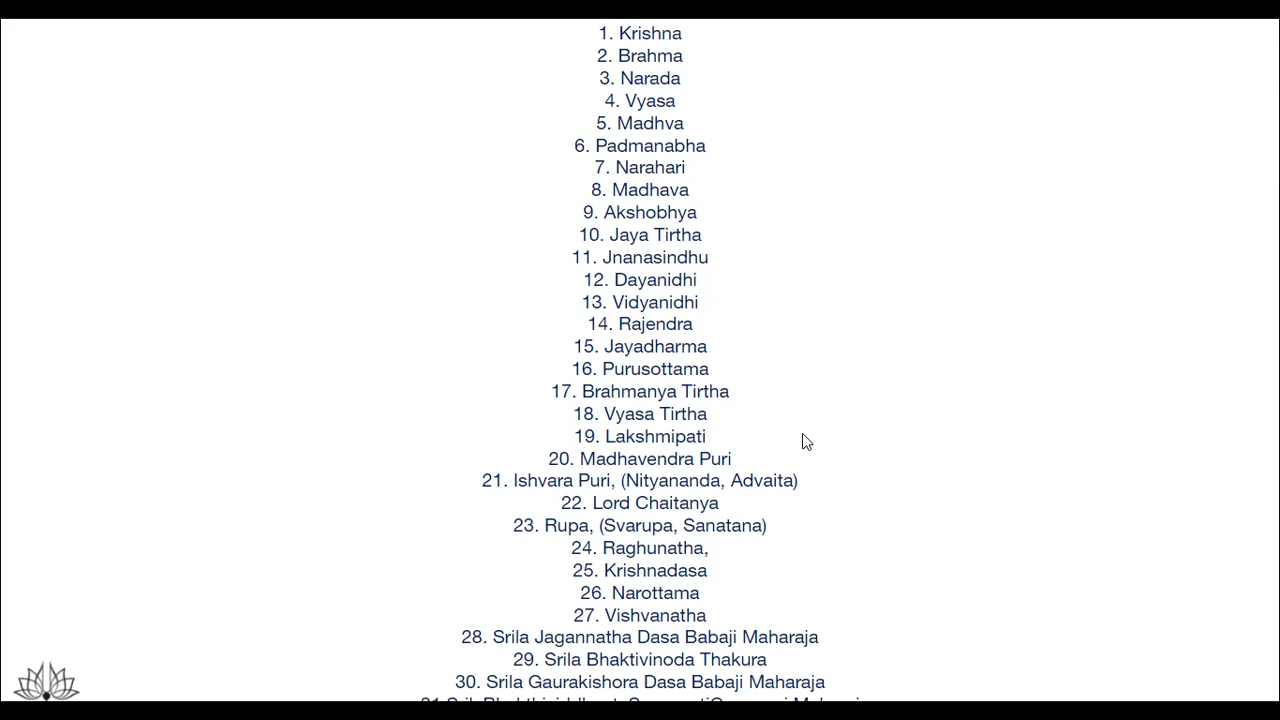 1. Krishna
2. Brahma
3. Narada
4. Vyasa
5. Madhva
6. Padmanabha
7. Narahari
8. Madhava
9. Akshobhya
10. Jaya Tirtha
11. Jnanasindhu
12. Dayanidhi
13. Vidyanidhi
14. Rajendra
15. Jayadharma
16. Purusottama
17. Brahmanya Tirtha
18. Vyasa Tirtha
19. Lakshmipati
20. Madhavendra Puri
21. Ishvara Puri, (Nityananda, Advaita)
22. Lord Chaitanya
23. Rupa, (Svarupa, Sanatana)
24. Raghunatha,
25. Krishnadasa
26. Narottama
27. Vishvanatha
28. Srila Jagannatha Dasa Babaji Maharaja
29. Srila Bhaktivinoda Thakura
30. Srila Gaurakishora Dasa Babaji Maharaja